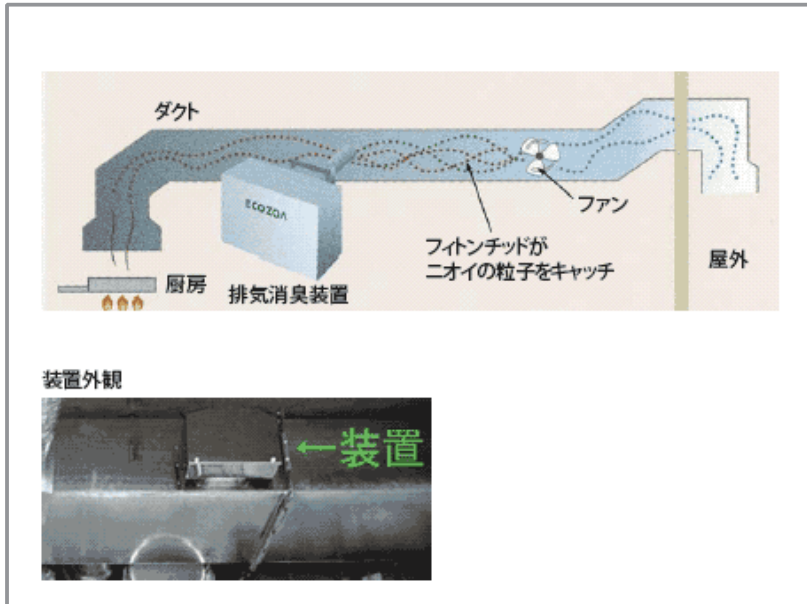 ダクト
ECOZOA
ファン
フィトンチッドが
ニオイの粒子をキャッチ
屋外
厨房
排気消臭装置
装置外観
←装置